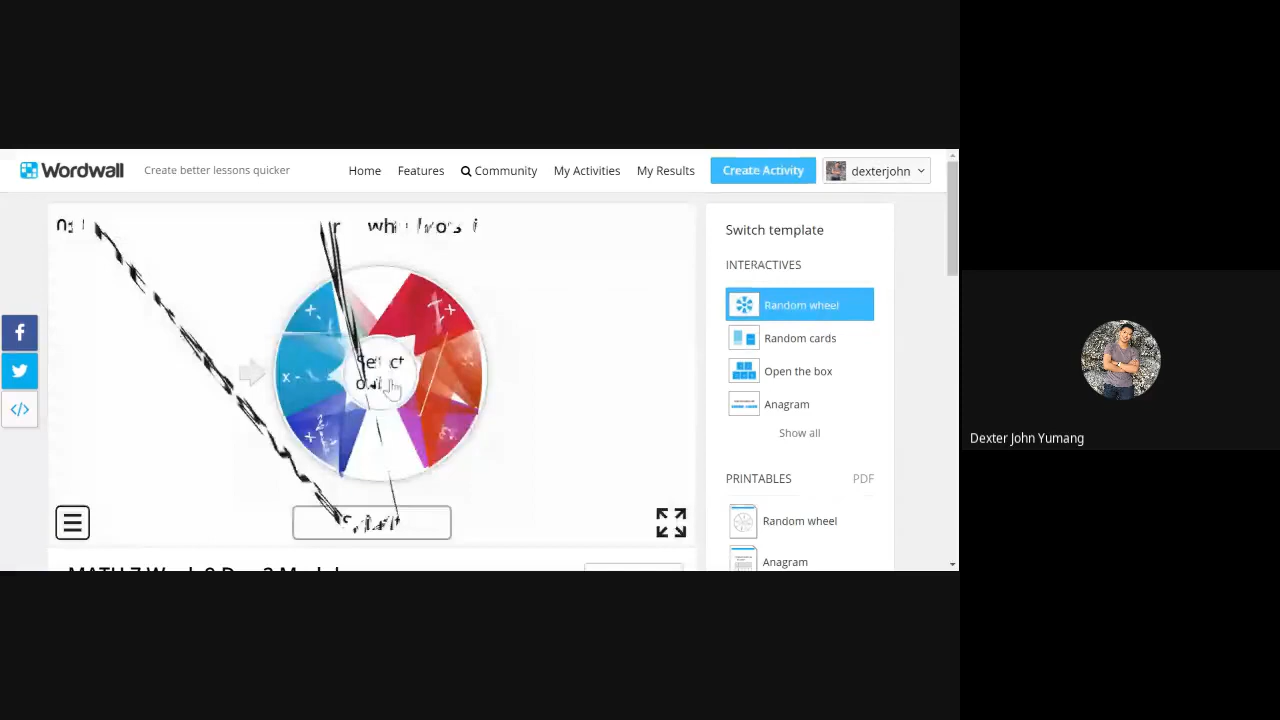 Wordwall Create better lessons quicker Home Features Community My Activities My Results Create Activity dexterjohn
Switch template
INTERACTIVES
Random wheel
Random cards
Open the box
Anagram
Show all
PRINTABLES PDF
Random wheel
Anagram
Dexter John Yumang